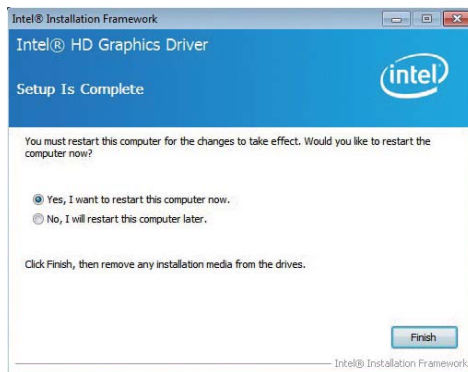 Intel® Installation Framework
Intel® HD Graphics Driver
intel
Setup Is Complete
You must restart this computer for the changes to take effect. Would you like to restart the
computer now?
Yes, I want to restart this computer now.
No, I will restart this computer later.
Click Finish, then remove any installation media from the drives.
Finish
Intel® Installation Framework